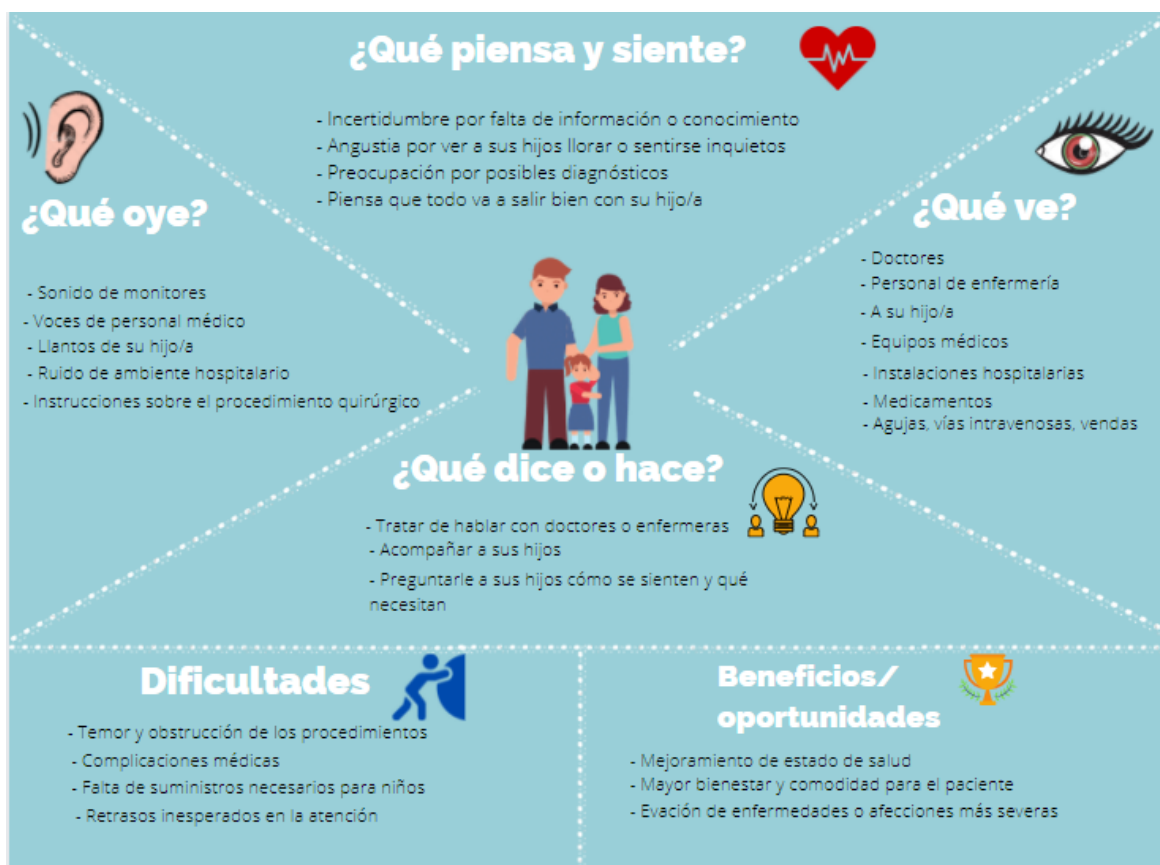 ¿Qué piensa y siente?
- Incertidumbre por falta de información o conocimiento
- Angustia por ver a sus hijos llorar o sentirse inquietos
- Preocupación por posibles diagnósticos
- Piensa que todo va a salir bien con su hijo/a
¿Qué oye?
- Sonido de monitores
- Voces de personal médico
- Llantos de su hijo/a
- Ruido de ambiente hospitalario
- Instrucciones sobre el procedimiento quirúrgico
¿Qué ve?
- Doctores
- Personal de enfermería
- A su hijo/a
- Equipos médicos
- Instalaciones hospitalarias
- Medicamentos
- Agujas, vías intravenosas, vendas
¿Qué dice o hace?
- Tratar de hablar con doctores o enfermeras
- Acompañar a sus hijos
- Preguntarle a sus hijos cómo se sienten y qué
necesitan
Dificultades
- Temor y obstrucción de los procedimientos
- Complicaciones médicas
- Falta de suministros necesarios para niños
- Retrasos inesperados en la atención
Beneficios/
oportunidades
- Mejoramiento de estado de salud
- Mayor bienestar y comodidad para el paciente
- Evación de enfermedades o afecciones más severas